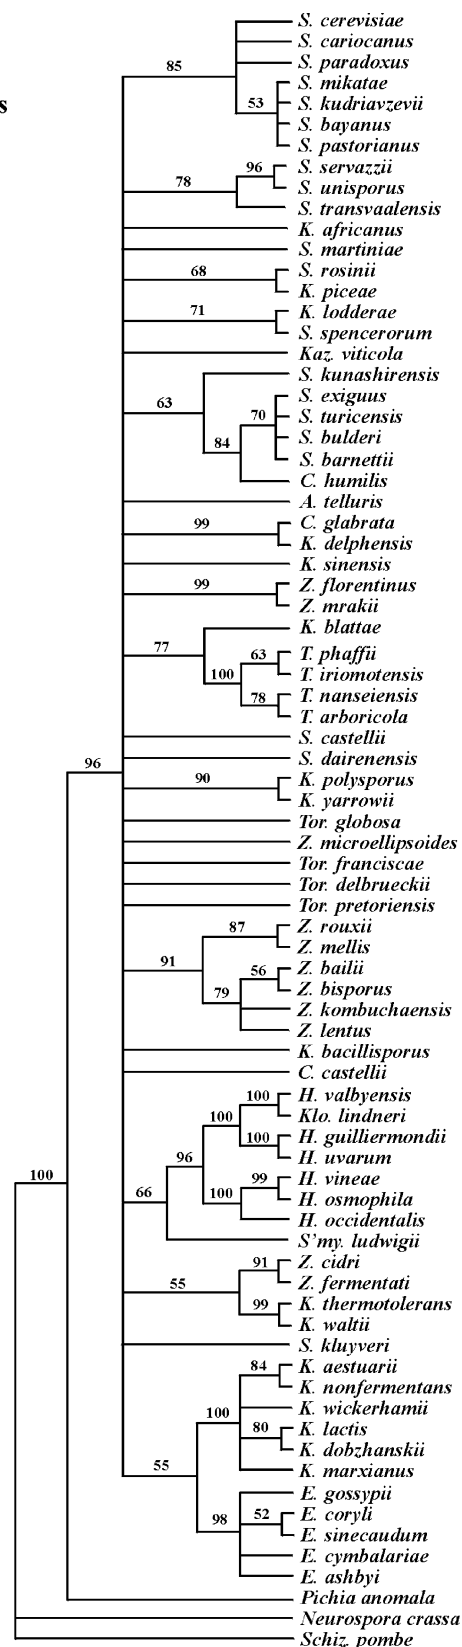 S. cerevisiae
85
S. cariocanus
S. paradoxus
S. mikatae
s
53
S. kudriavzevii
S. bayanus
S. pastorianus
96
S. servazzii
78
S. unisporus
S. transvaalensis
K. africanus
S. martiniae
68
S. rosinii
K. piceae
71
K. lodderae
S. spencerorum
Kaz. viticola
S. kunashirensis
63
S. exiguus
70
S. turicensis
84
S. bulderi
S. barnettii
C. humilis
A. telluris
99
C. glabrata
K. delphensis
K. sinensis
99
Z. florentinus
Z. mrakii
K. blattae
77
63
T. phaffii
100
T. iriomotensis
78
T. nanseiensis
T. arboricola
S. castellii
96
S. dairenensis
90
K. polysporus
K. yarrowii
Tor. globosa
Z. microellipsoides
Tor. franciscae
Tor. delbrueckii
Tor. pretoriensis
87
Z. rouxii
Z. mellis
91
56
Z. bailii
79
Z. bisporus
Z. kombuchaensis
Z. lentus
K. bacillisporus
C. castellii
100
H. valbyensis
100
Klo. lindneri
100
H. guilliermondii
96
H. uvarum
100
99
H. vineae
66
100
H. osmophila
H. occidentalis
S'my. ludwigii
91
Z. cidri
55
Z. fermentati
99
K. thermotolerans
K. waltii
S. kluyveri
84
K. aestuarii
K. nonfermentans
100
K. wickerhamii
80
K. lactis
55
K. dobzhanskii
K. marxianus
E. gossypii
98
52
E. coryli
E. sinecaudum
E. cymbalariae
E. ashbyi
Pichia anomala
Neurospora crassa
Schiz. pombe